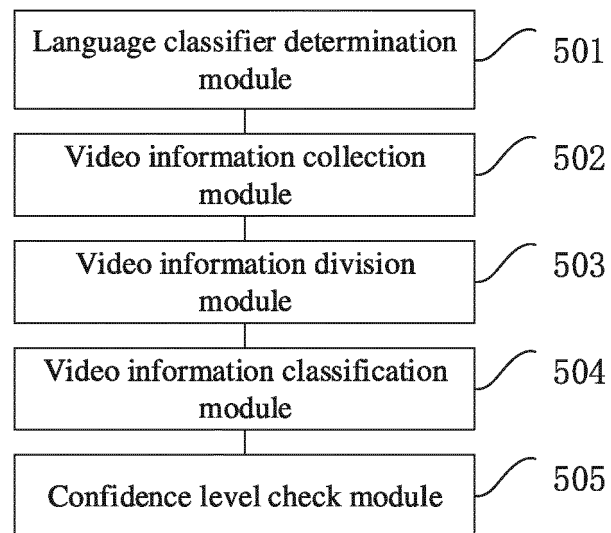 Language classifier determination
module
501
Video information collection
module
502
Video information division
module
503
Video information classification
module
504
Confidence level check module
505